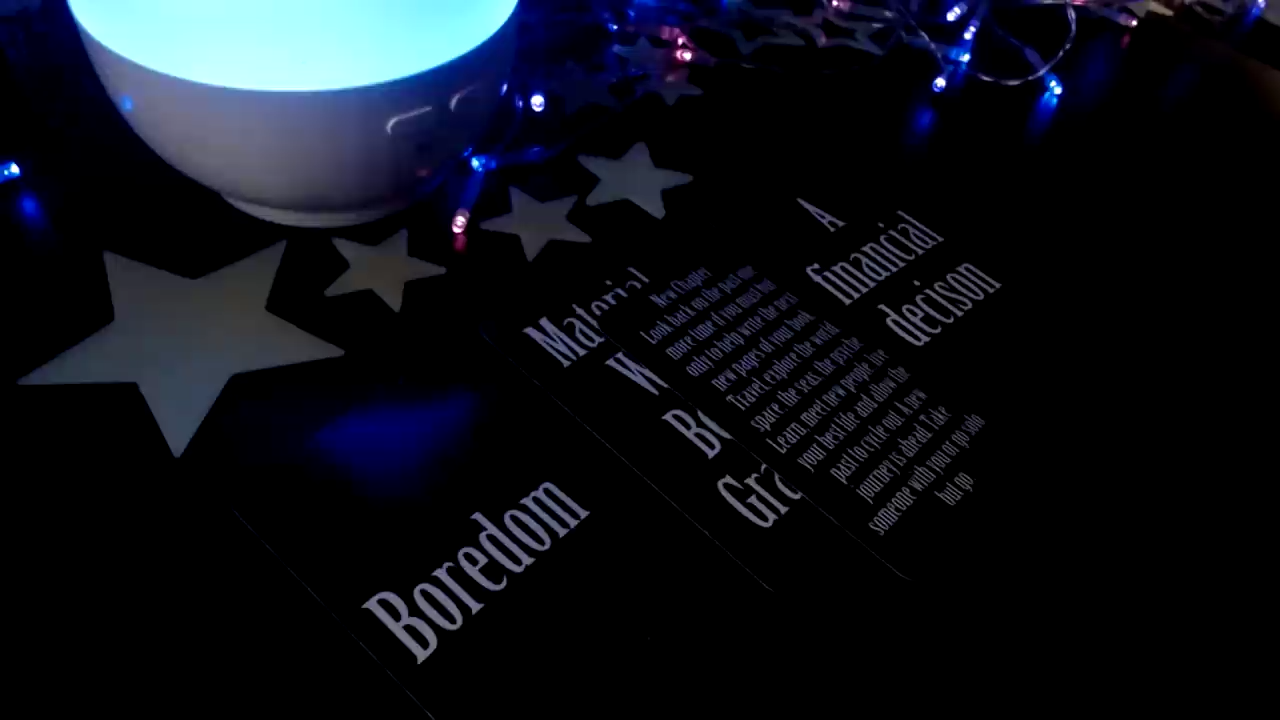 Boredom
Material
W
Gra
New Chapter
Look back on the past one
more time if you must but
only to help write the next
new pages of your book
Travel, explore the world
space, the seas, the psyche
Learn, meet new people, live
your best life and allow the
past to cycle out. A new
journey is ahead. Take
someone with you or go solo
but go
A
financial
decison